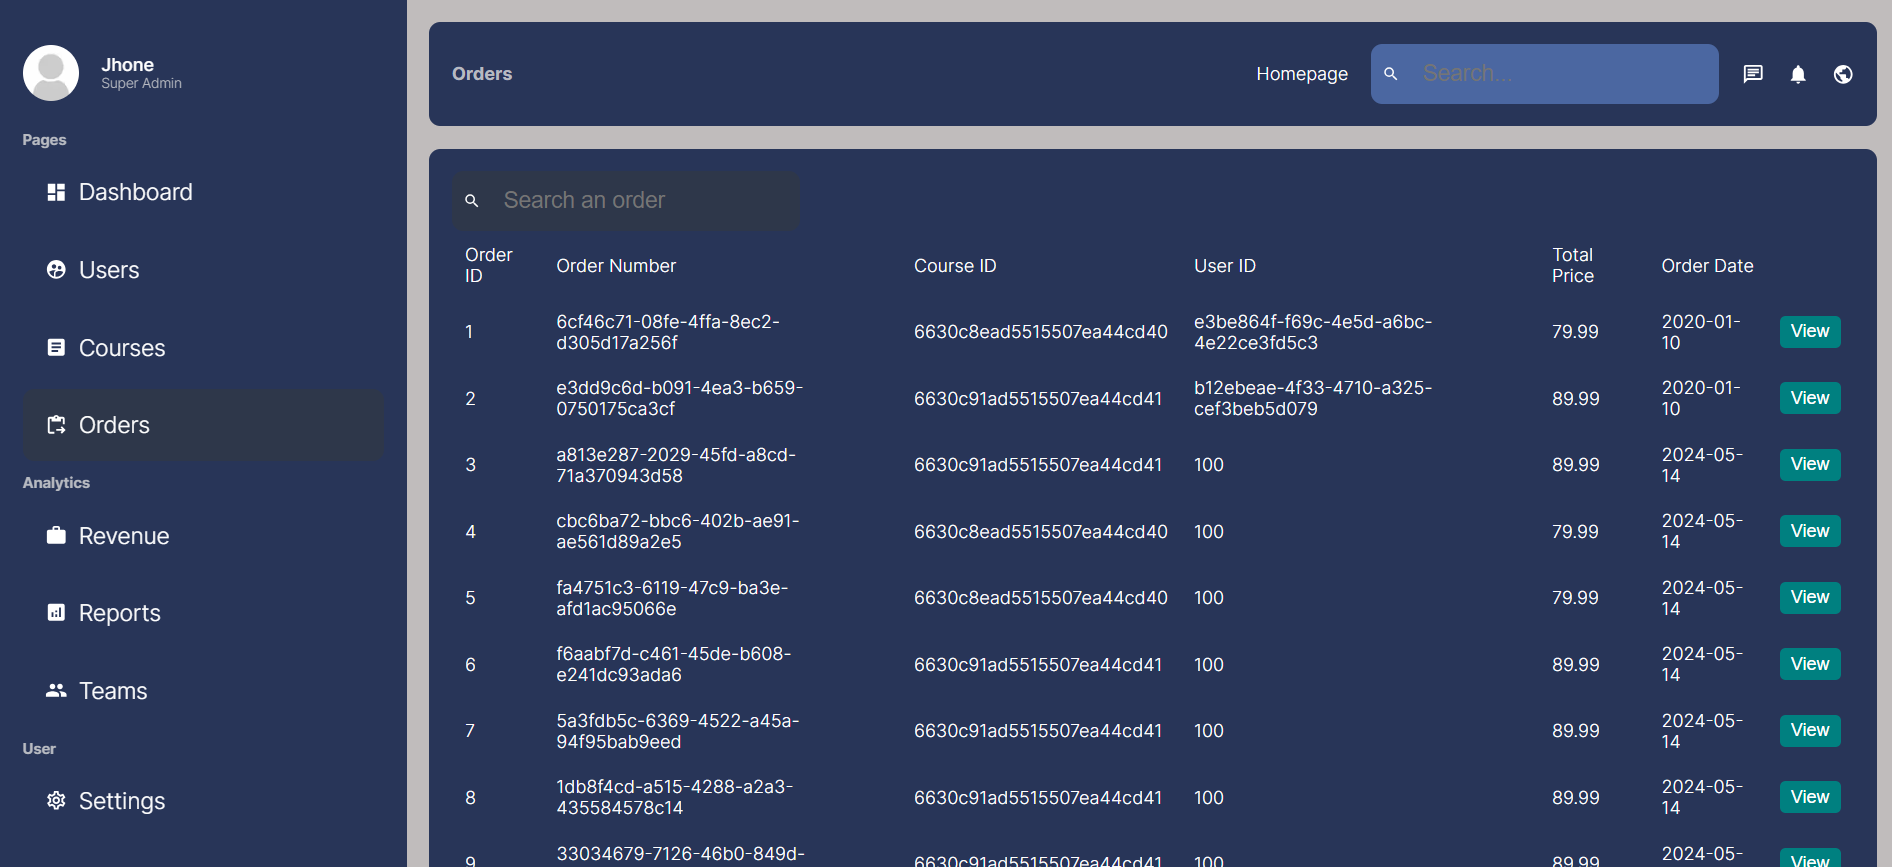 Jhone
Super Admin
Pages
Dashboard
Users
Courses
Orders
Analytics
Revenue
Reports
Teams
User
Settings
Orders
Homepage
Search...
Search an order
Order ID
Order Number
Course ID
User ID
Total Price
Order Date
1
6cf46c71-08fe-4ffa-8ec2-
d305d17a256f
6630c8ead5515507ea44cd40
e3be864f-f69c-4e5d-a6bc-
4e22ce3fd5c3
79.99
2020-01-
10
View
2
e3dd9c6d-b091-4ea3-b659-
0750175ca3cf
6630c91ad5515507ea44cd41
b12ebeae-4f33-4710-a325-
cef3beb5d079
89.99
2020-01-
10
View
3
a813e287-2029-45fd-a8cd-
71a370943d58
6630c91ad5515507ea44cd41
100
89.99
2024-05-
14
View
4
cbc6ba72-bbc6-402b-ae91-
ae561d89a2e5
6630c8ead5515507ea44cd40
100
79.99
2024-05-
14
View
5
fa4751c3-6119-47c9-ba3e-
afd1ac95066e
6630c8ead5515507ea44cd40
100
79.99
2024-05-
14
View
6
f6aabf7d-c461-45de-b608-
e241dc93ada6
6630c91ad5515507ea44cd41
100
89.99
2024-05-
14
View
7
5a3fdb5c-6369-4522-a45a-
94f95bab9eed
6630c91ad5515507ea44cd41
100
89.99
2024-05-
14
View
8
1db8f4cd-a515-4288-a2a3-
435584578c14
6630c91ad5515507ea44cd41
100
89.99
2024-05-
14
View
9
33034679-7126-46b0-849d-
6630c91ad5515507ea44cd41
100
89.99
2024-05-
View